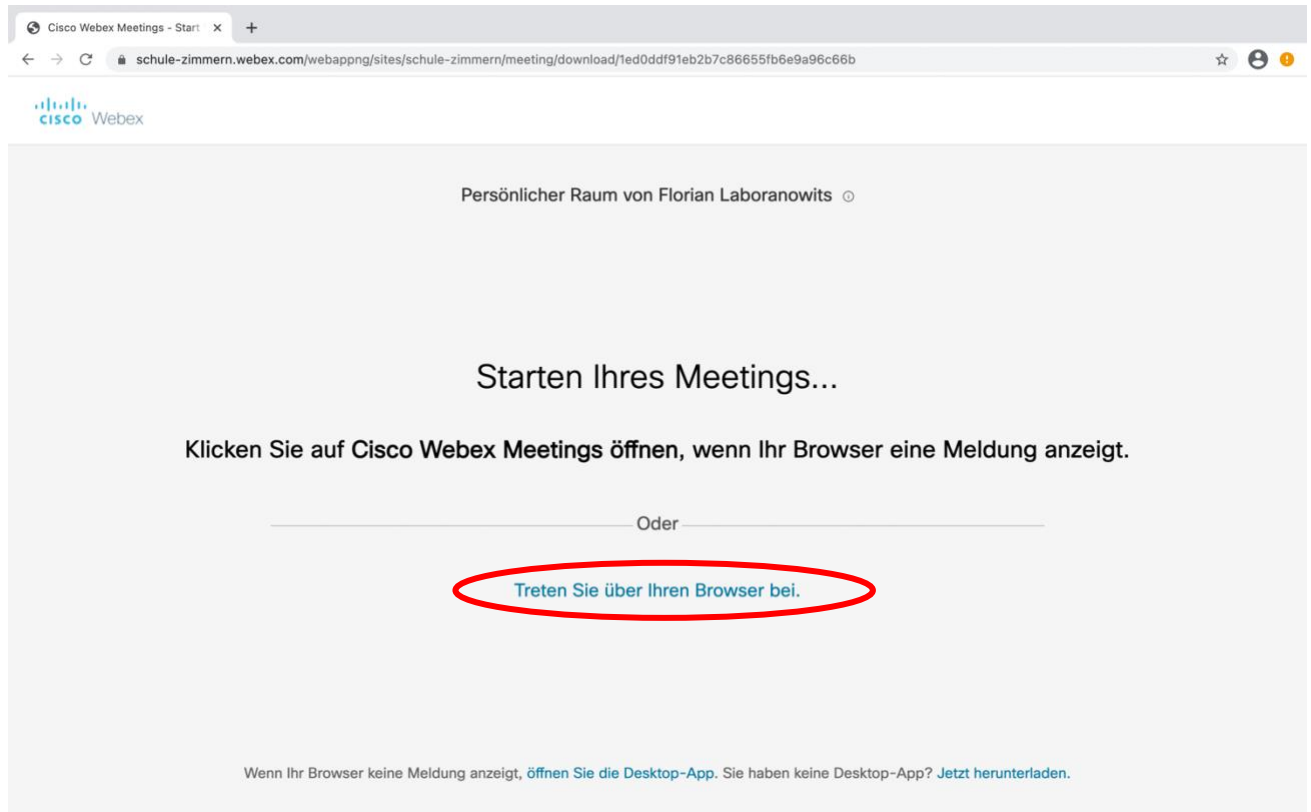 Cisco Webex Meetings - Start
schule-zimmern.webex.com/webappng/sites/schule-zimmern/meeting/download/1ed0ddf91eb2b7c86655fb6e9a96c66b
cisco Webex
Persönlicher Raum von Florian Laboranowits
Starten Ihres Meetings...
Klicken Sie auf Cisco Webex Meetings öffnen, wenn Ihr Browser eine Meldung anzeigt.
Oder
Treten Sie über Ihren Browser bei.
Wenn Ihr Browser keine Meldung anzeigt, öffnen Sie die Desktop-App. Sie haben keine Desktop-App? Jetzt herunterladen.